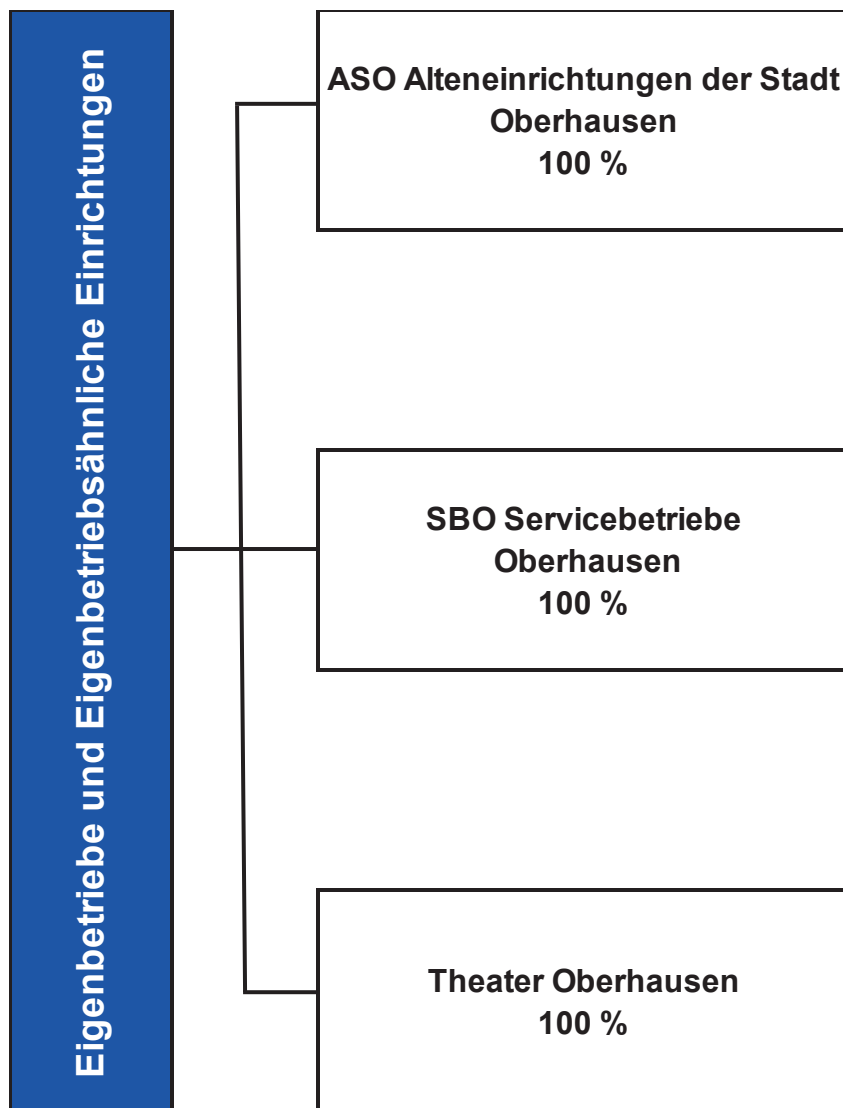 Eigenbetriebe und Eigenbetriebsähnliche Einrichtungen
ASO Alteneinrichtungen der Stadt
Oberhausen
100 %
SBO Servicebetriebe
Oberhausen
100 %
Theater Oberhausen
100 %